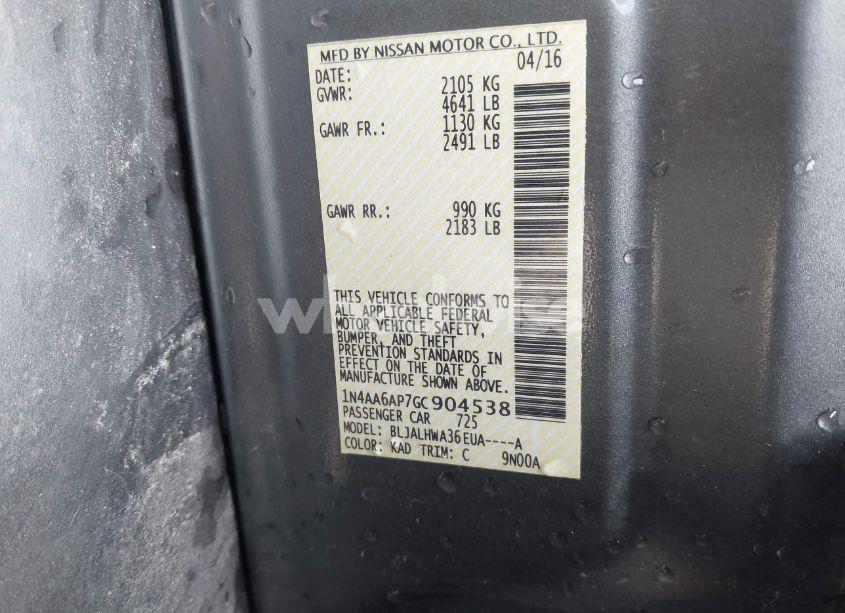 MFD BY NISSAN MOTOR CO., LTD.
DATE: 04/16
GVWR: 2105 KG
4641 LB
GAWR FR.: 1130 KG
2491 LB
GAWR RR.: 990 KG
2183 LB
THIS VEHICLE CONFORMS TO
ALL APPLICABLE FEDERAL
MOTOR VEHICLE SAFETY,
BUMPER, AND THEFT
PREVENTION STANDARDS IN
EFFECT ON THE DATE OF
MANUFACTURE SHOWN ABOVE.
1N4AA6AP7GC904538
PASSENGER CAR 725
MODEL: BLJALHWA36EUA----A
COLOR: KAD TRIM: C 9N00A